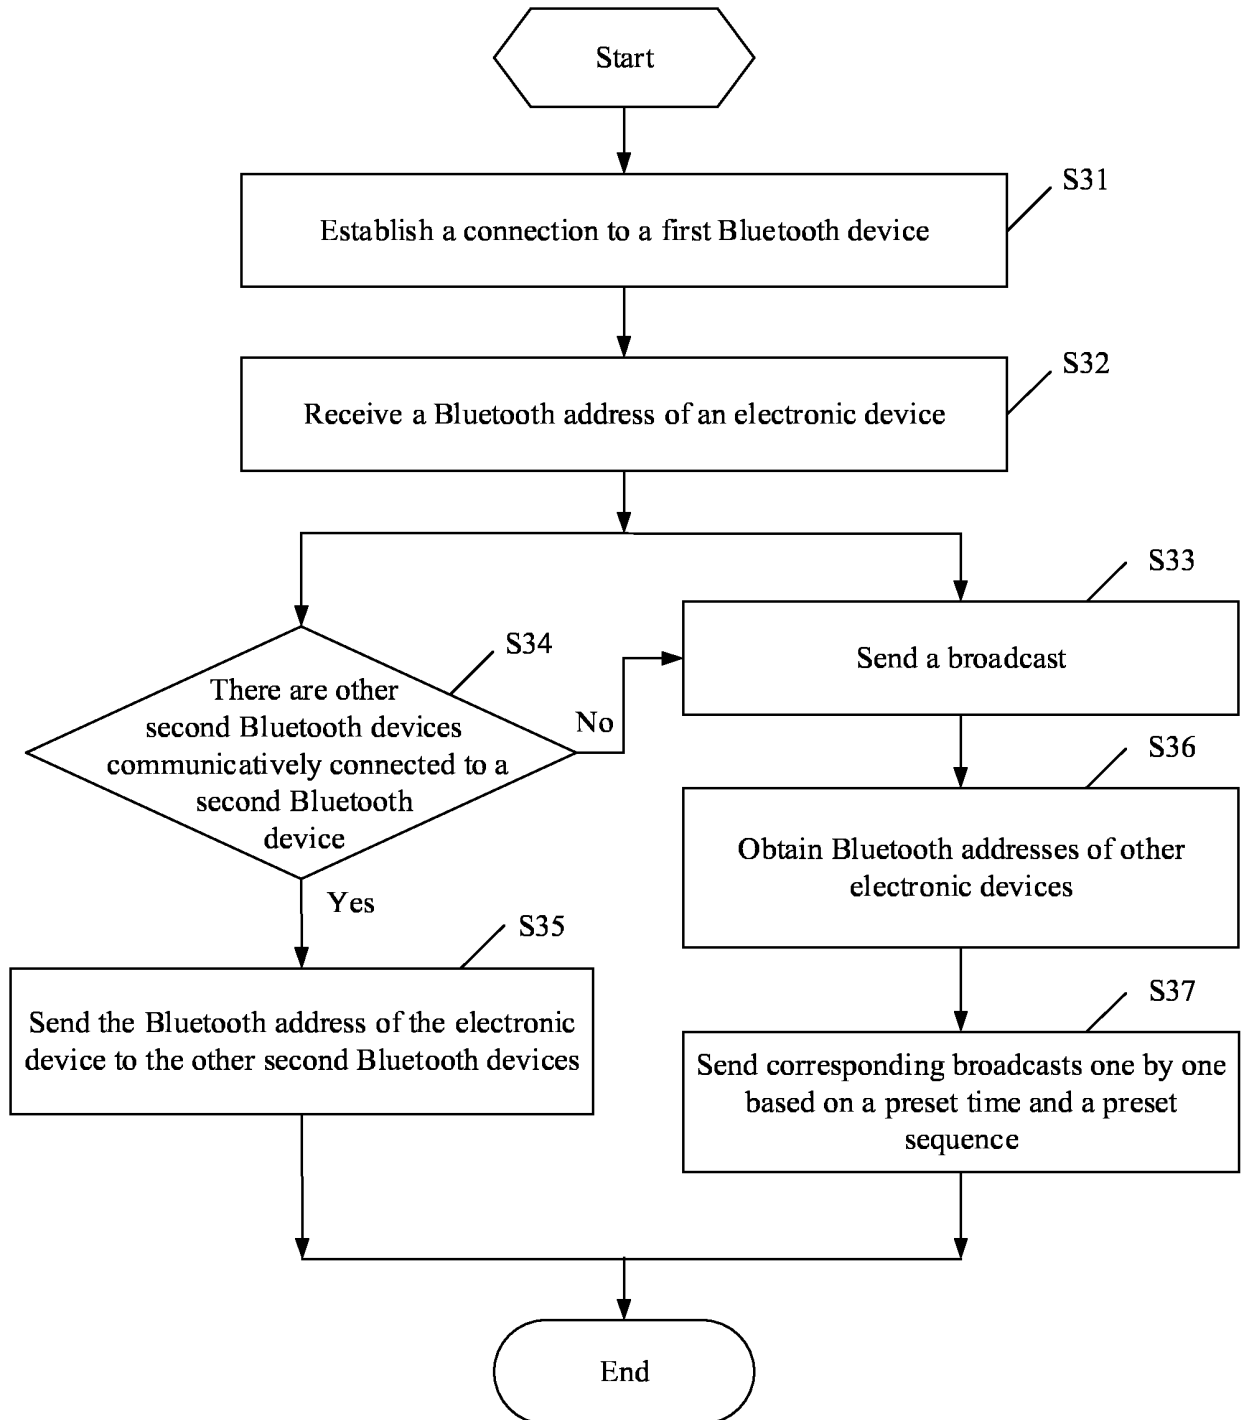 Start
S31
Establish a connection to a first Bluetooth device
S32
Receive a Bluetooth address of an electronic device
S33
Send a broadcast
S34
There are other
second Bluetooth devices
communicatively connected to a
second Bluetooth
device
No
Yes
S36
Obtain Bluetooth addresses of other
electronic devices
S35
Send the Bluetooth address of the electronic
device to the other second Bluetooth devices
S37
Send corresponding broadcasts one by one
based on a preset time and a preset
sequence
End